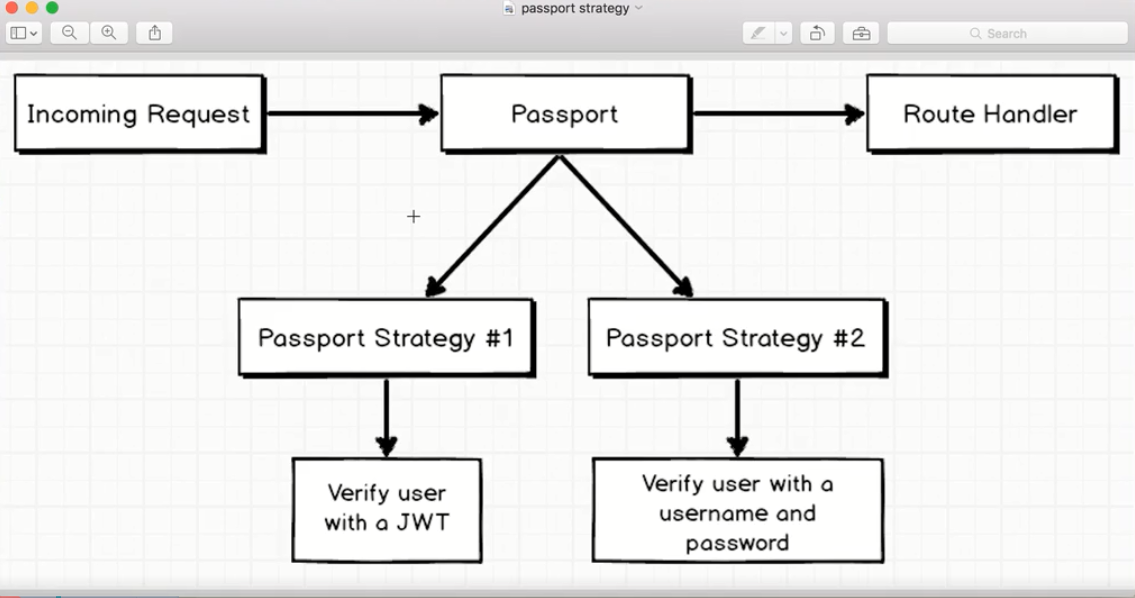 passport strategy
Search
Incoming Request
Passport
Route Handler
Passport Strategy #1
Passport Strategy #2
Verify user
with a JWT
Verify user with a
username and
password